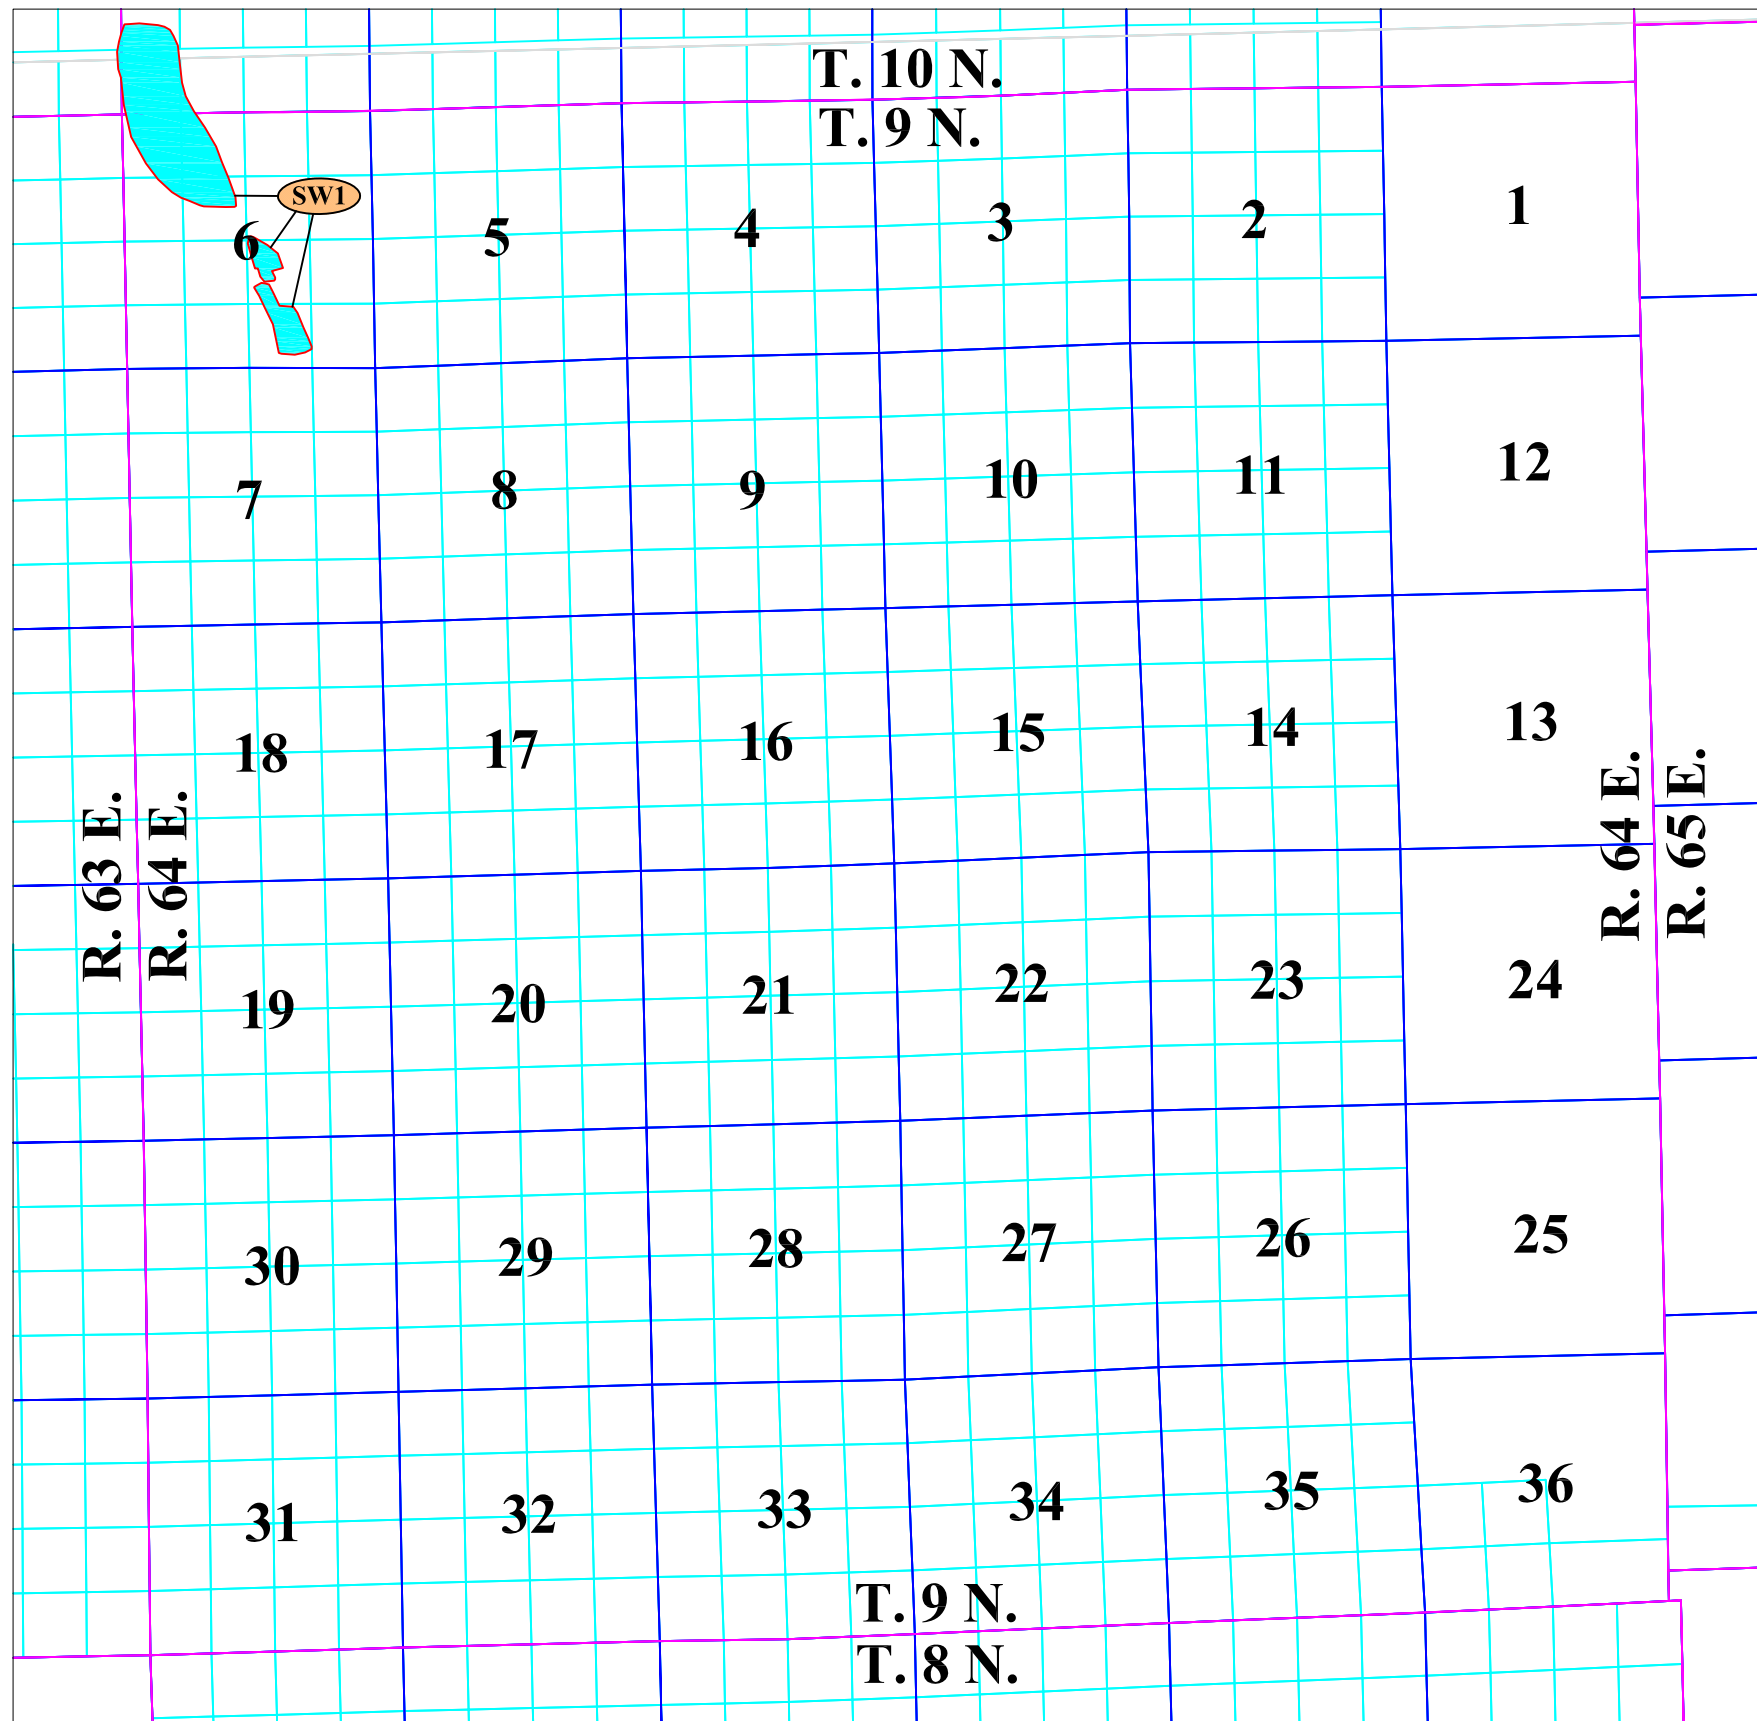 T. 10 N.
T. 9 N.
SW1
6 5 4 3 2 1
7 8 9 10 11 12
18 17 16 15 14 13
R. 63 E.
R. 64 E.
R. 64 E.
R. 65 E.
19 20 21 22 23 24
30 29 28 27 26 25
31 32 33 34 35 36
T. 9 N.
T. 8 N.